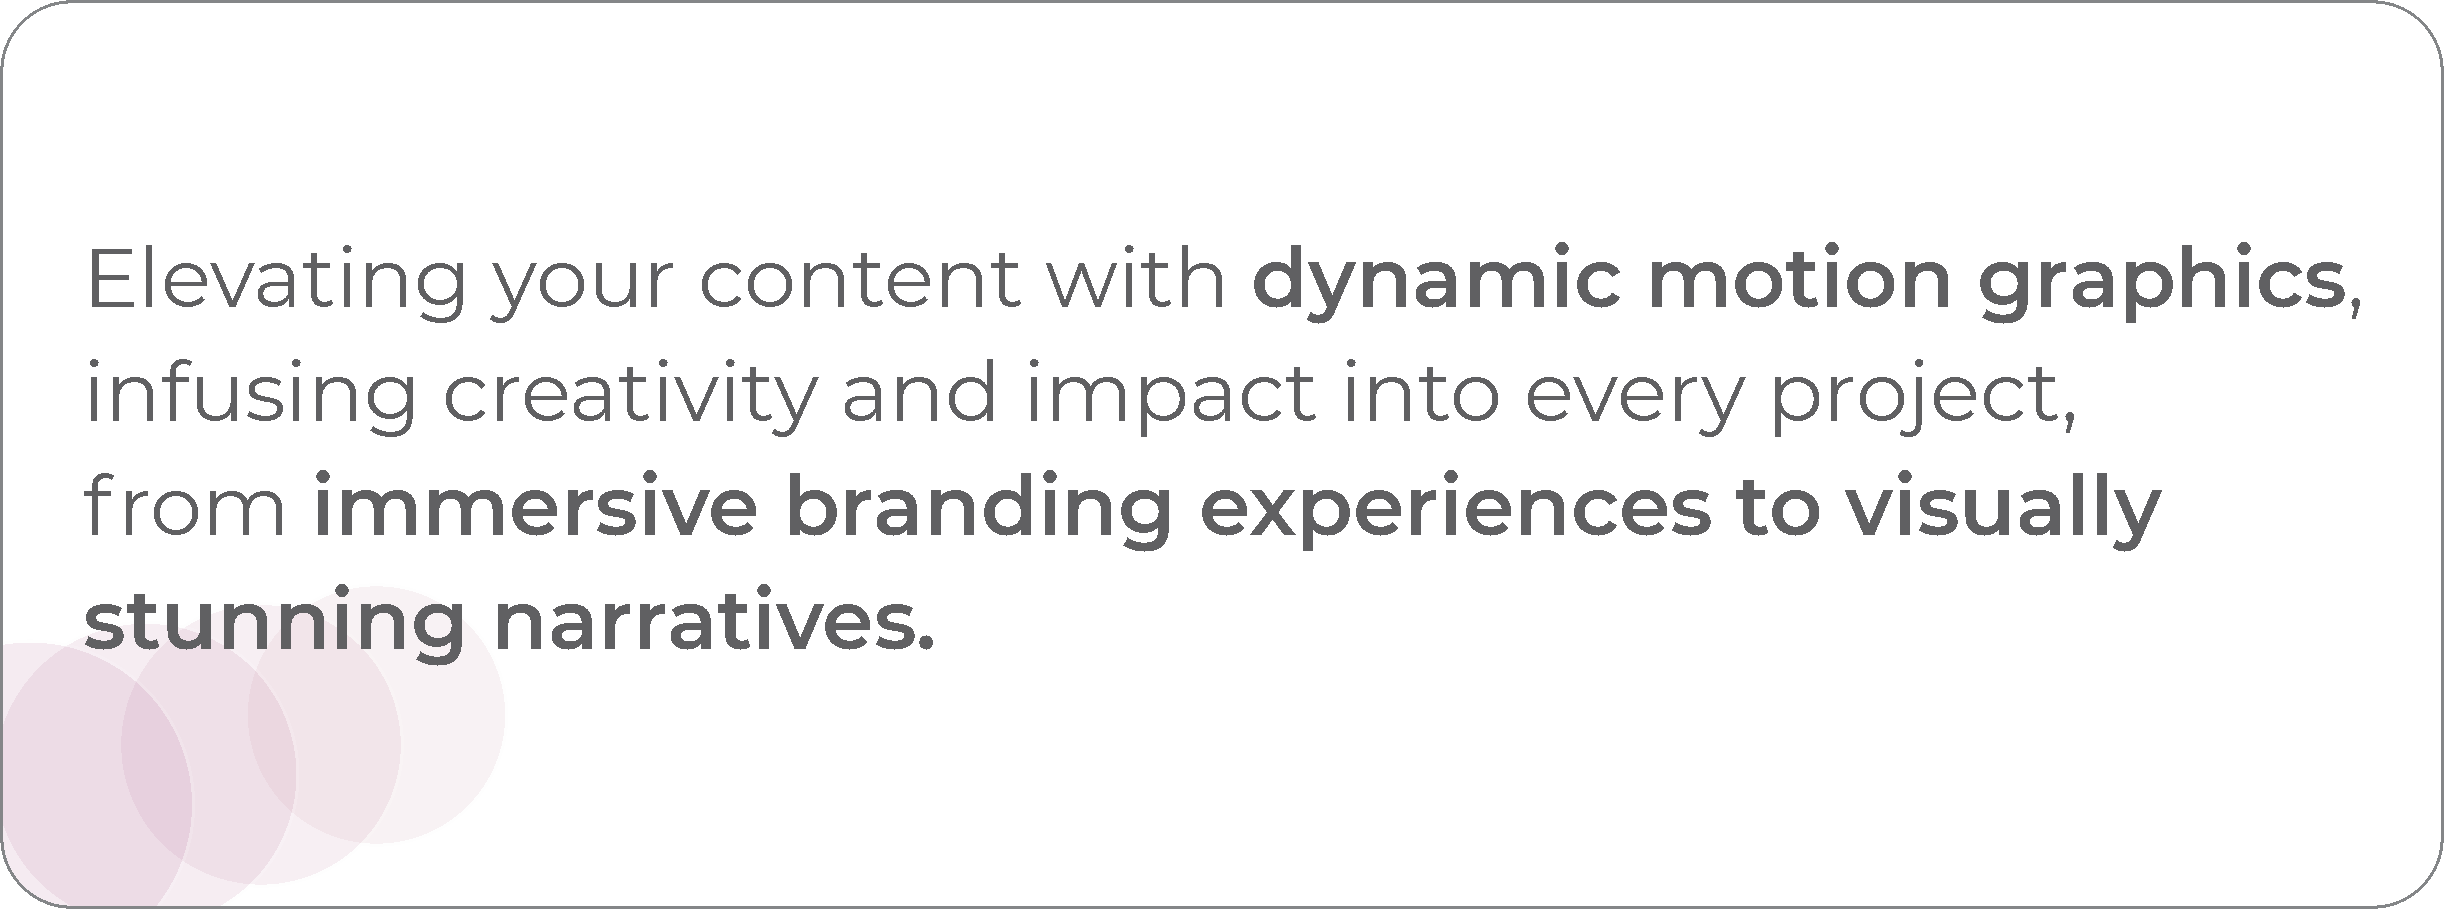 Elevating your content with dynamic motion graphics,
infusing creativity and impact into every project,
from immersive branding experiences to visually
stunning narratives.